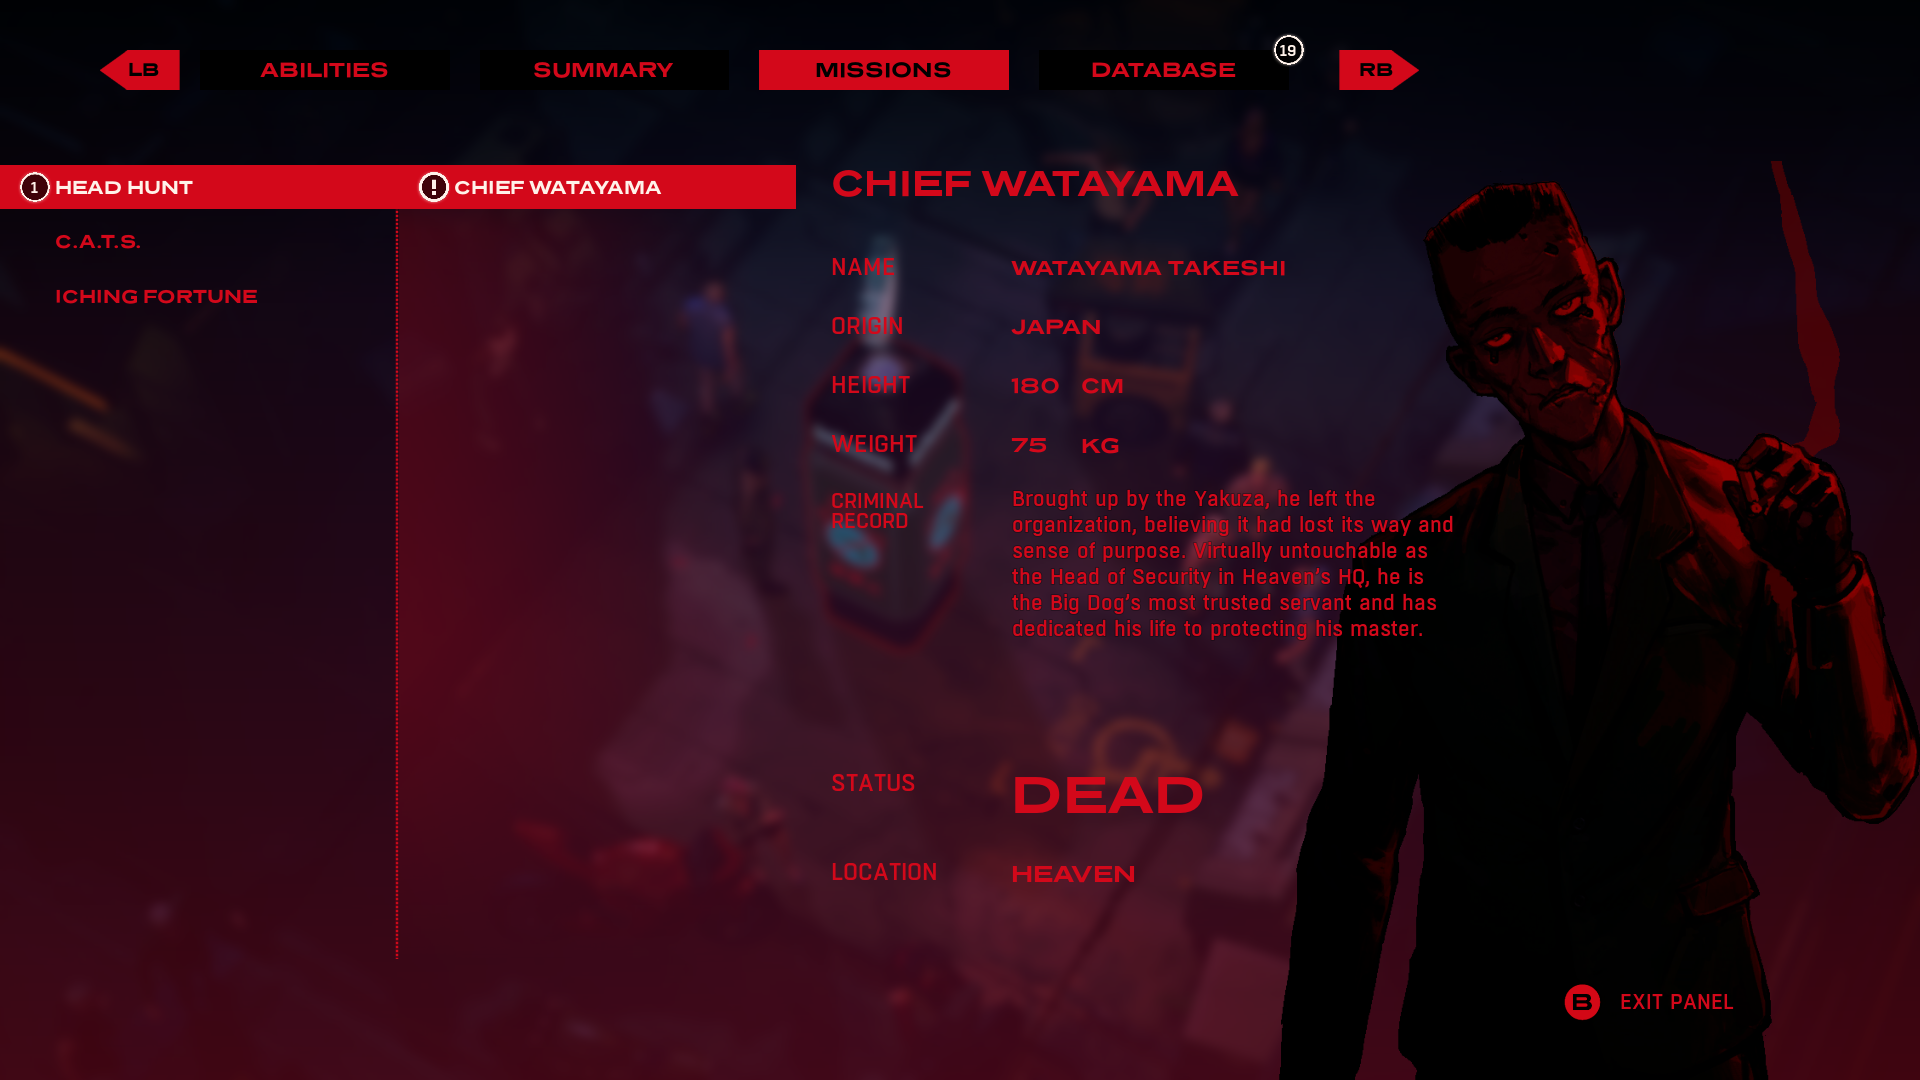 LB
ABILITIES
SUMMARY
MISSIONS
DATABASE
19
RB
1 HEAD HUNT
C.A.T.S.
ICHING FORTUNE
! CHIEF WATAYAMA
CHIEF WATAYAMA
NAME WATAYAMA TAKESHI
ORIGIN JAPAN
HEIGHT 180 CM
WEIGHT 75 KG
CRIMINAL
RECORD
Brought up by the Yakuza, he left the
organization, believing it had lost its way and
sense of purpose. Virtually untouchable as
the Head of Security in Heaven's HQ, he is
the Big Dog's most trusted servant and has
dedicated his life to protecting his master.
STATUS DEAD
LOCATION HEAVEN
B EXIT PANEL